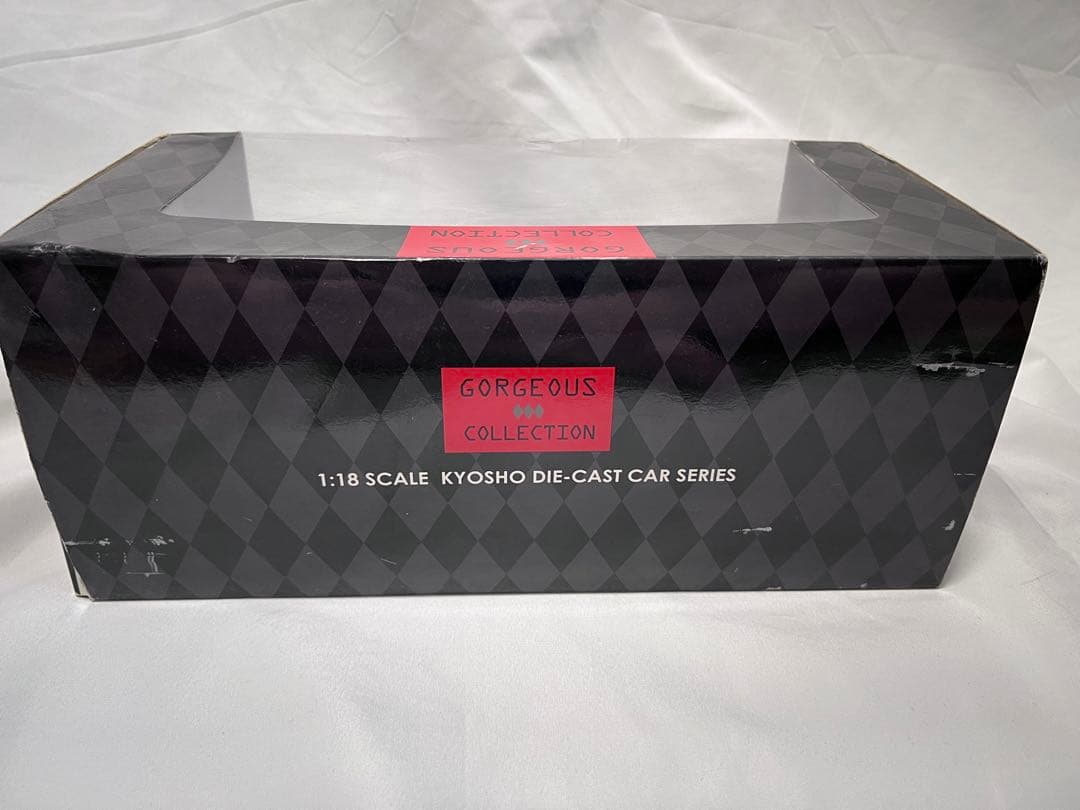 GORGEOUS
COLLECTION
GORGEOUS
COLLECTION
1:18 SCALE KYOSHO DIE-CAST CAR SERIES